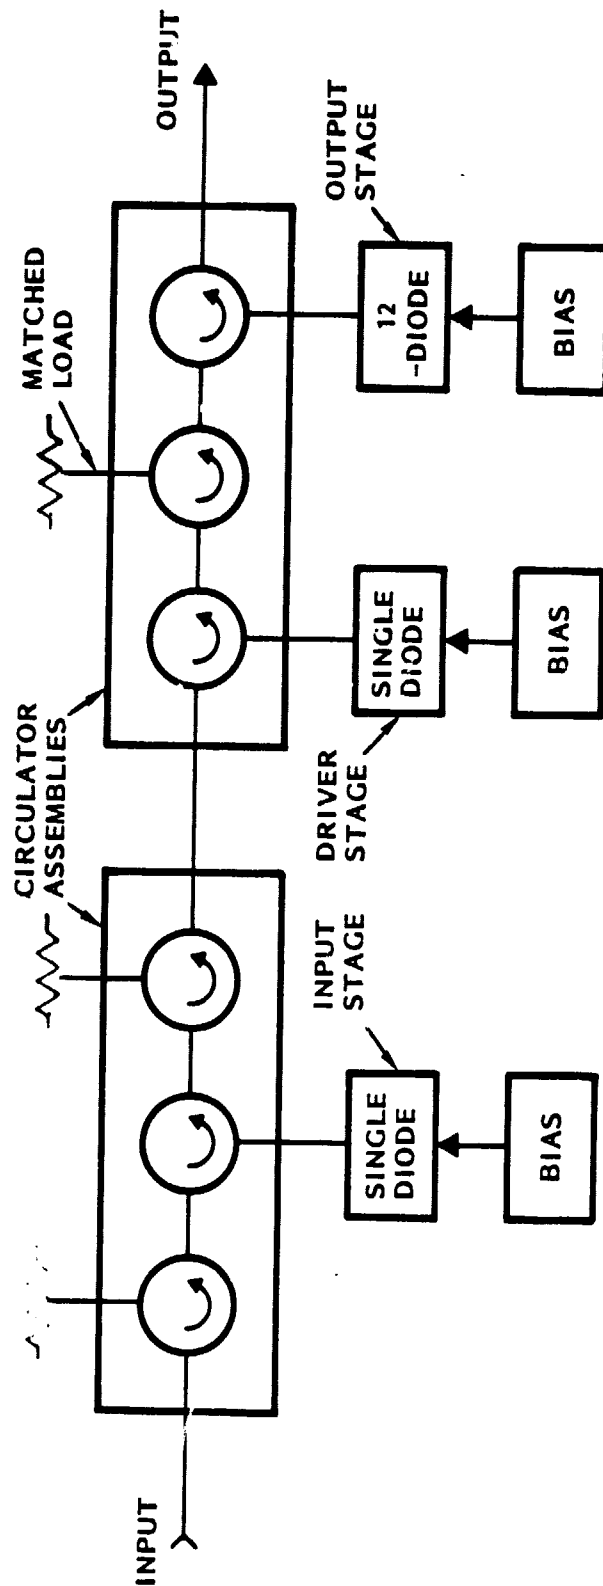 INPUT
CIRCULATOR
ASSEMBLIES
MATCHED
LOAD
OUTPUT
SINGLE
DIODE
INPUT
STAGE
DRIVER
STAGE
SINGLE
DIODE
12
-DIODE
OUTPUT
STAGE
BIAS
BIAS
BIAS